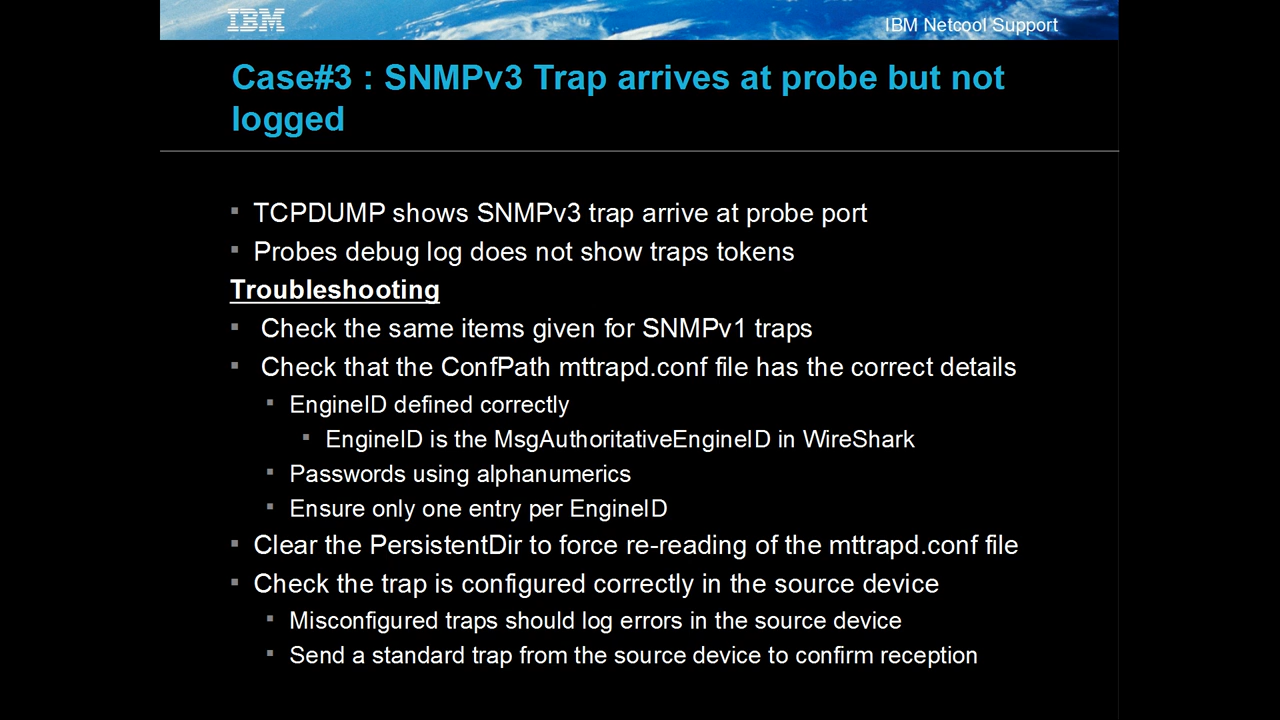 IBM
IBM Netcool Support
Case#3 : SNMPv3 Trap arrives at probe but not
logged
TCPDUMP shows SNMPv3 trap arrive at probe port
Probes debug log does not show traps tokens
Troubleshooting
Check the same items given for SNMPv1 traps
Check that the ConfPath mttrapd.conf file has the correct details
EngineID defined correctly
EngineID is the MsgAuthoritativeEngineID in WireShark
Passwords using alphanumerics
Ensure only one entry per EngineID
Clear the PersistentDir to force re-reading of the mttrapd.conf file
Check the trap is configured correctly in the source device
Misconfigured traps should log errors in the source device
Send a standard trap from the source device to confirm reception